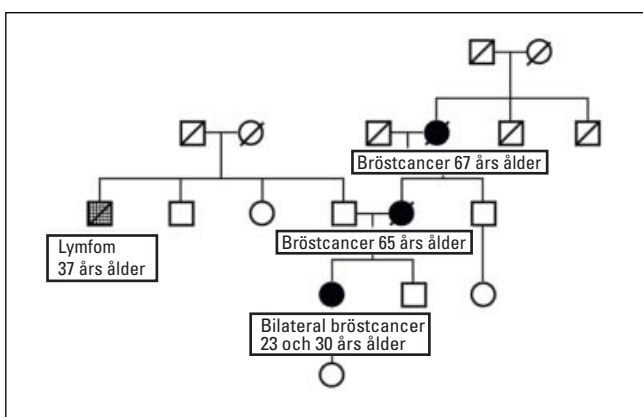 Bröstcancer 67 års ålder
Lymfom
37 års ålder
Bröstcancer 65 års ålder
Bilateral bröstcancer
23 och 30 års ålder